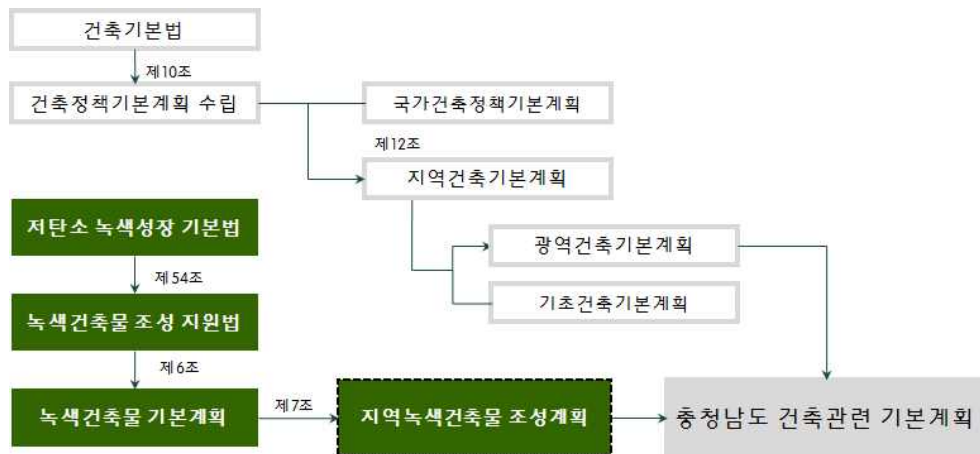 건축기본법
제10조
건축정책기본계획 수립
국가건축정책기본계획
제12조
지역건축기본계획
저탄소 녹색성장 기본법
광역건축기본계획
제54조
기초건축기본계획
녹색건축물 조성 지원법
제6조
녹색건축물 기본계획
제7조
지역녹색건축물 조성계획
충청남도 건축관련 기본계획